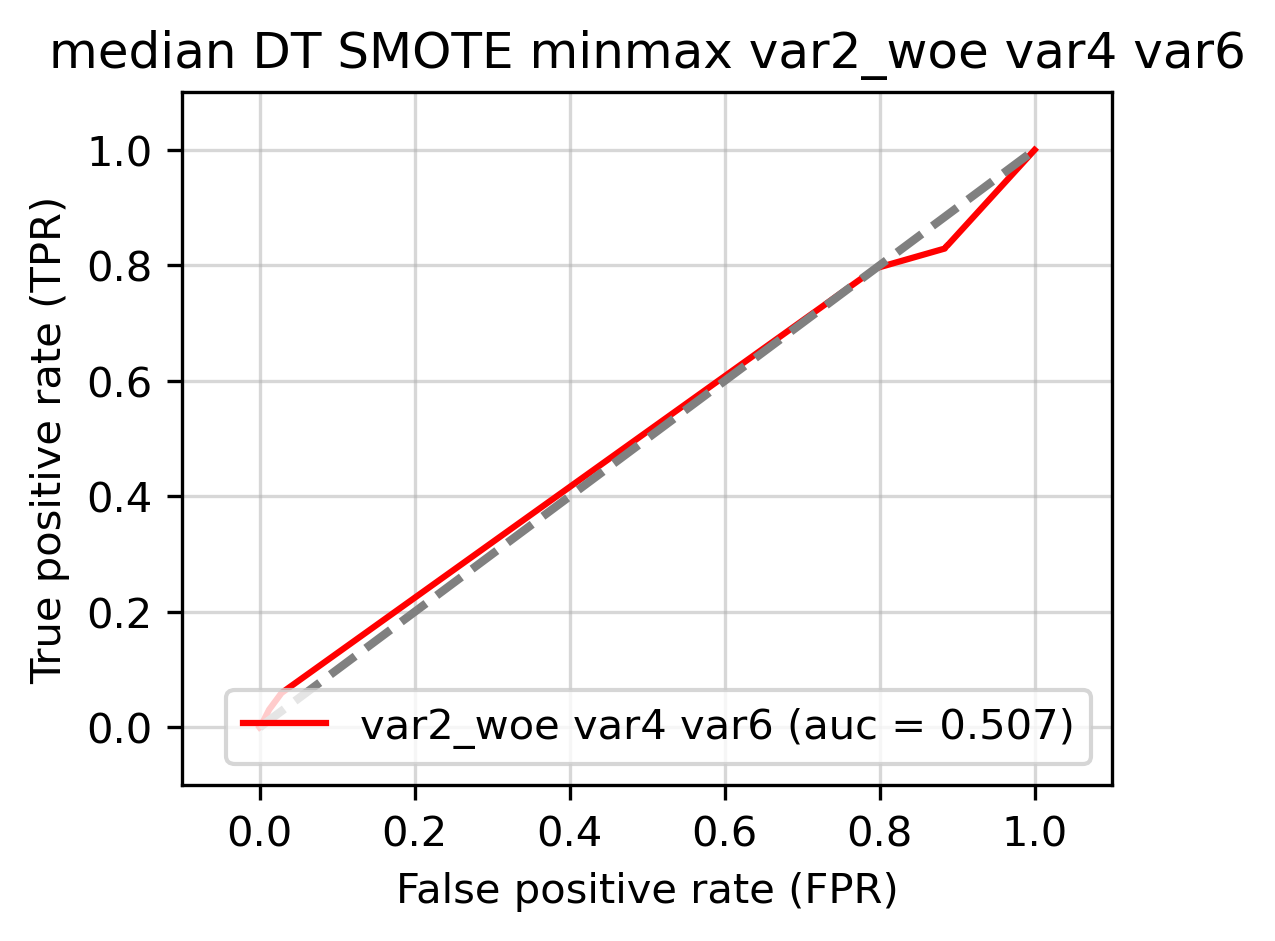 median DT SMOTE minmax var2_woe var4 var6
True positive rate (TPR)
1.0
0.8
0.6
0.4
0.2
0.0
var2_woe var4 var6 (auc = 0.507)
0.0 0.2 0.4 0.6 0.8 1.0
False positive rate (FPR)